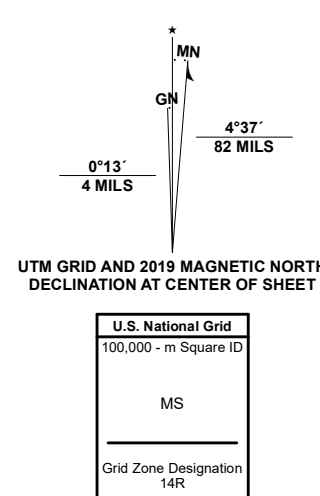 ★
MN
GN
4°37´
82 MILS
0°13´
4 MILS
UTM GRID AND 2019 MAGNETIC NORTH
DECLINATION AT CENTER OF SHEET
U.S. National Grid
100,000 - m Square ID
MS
Grid Zone Designation
14R